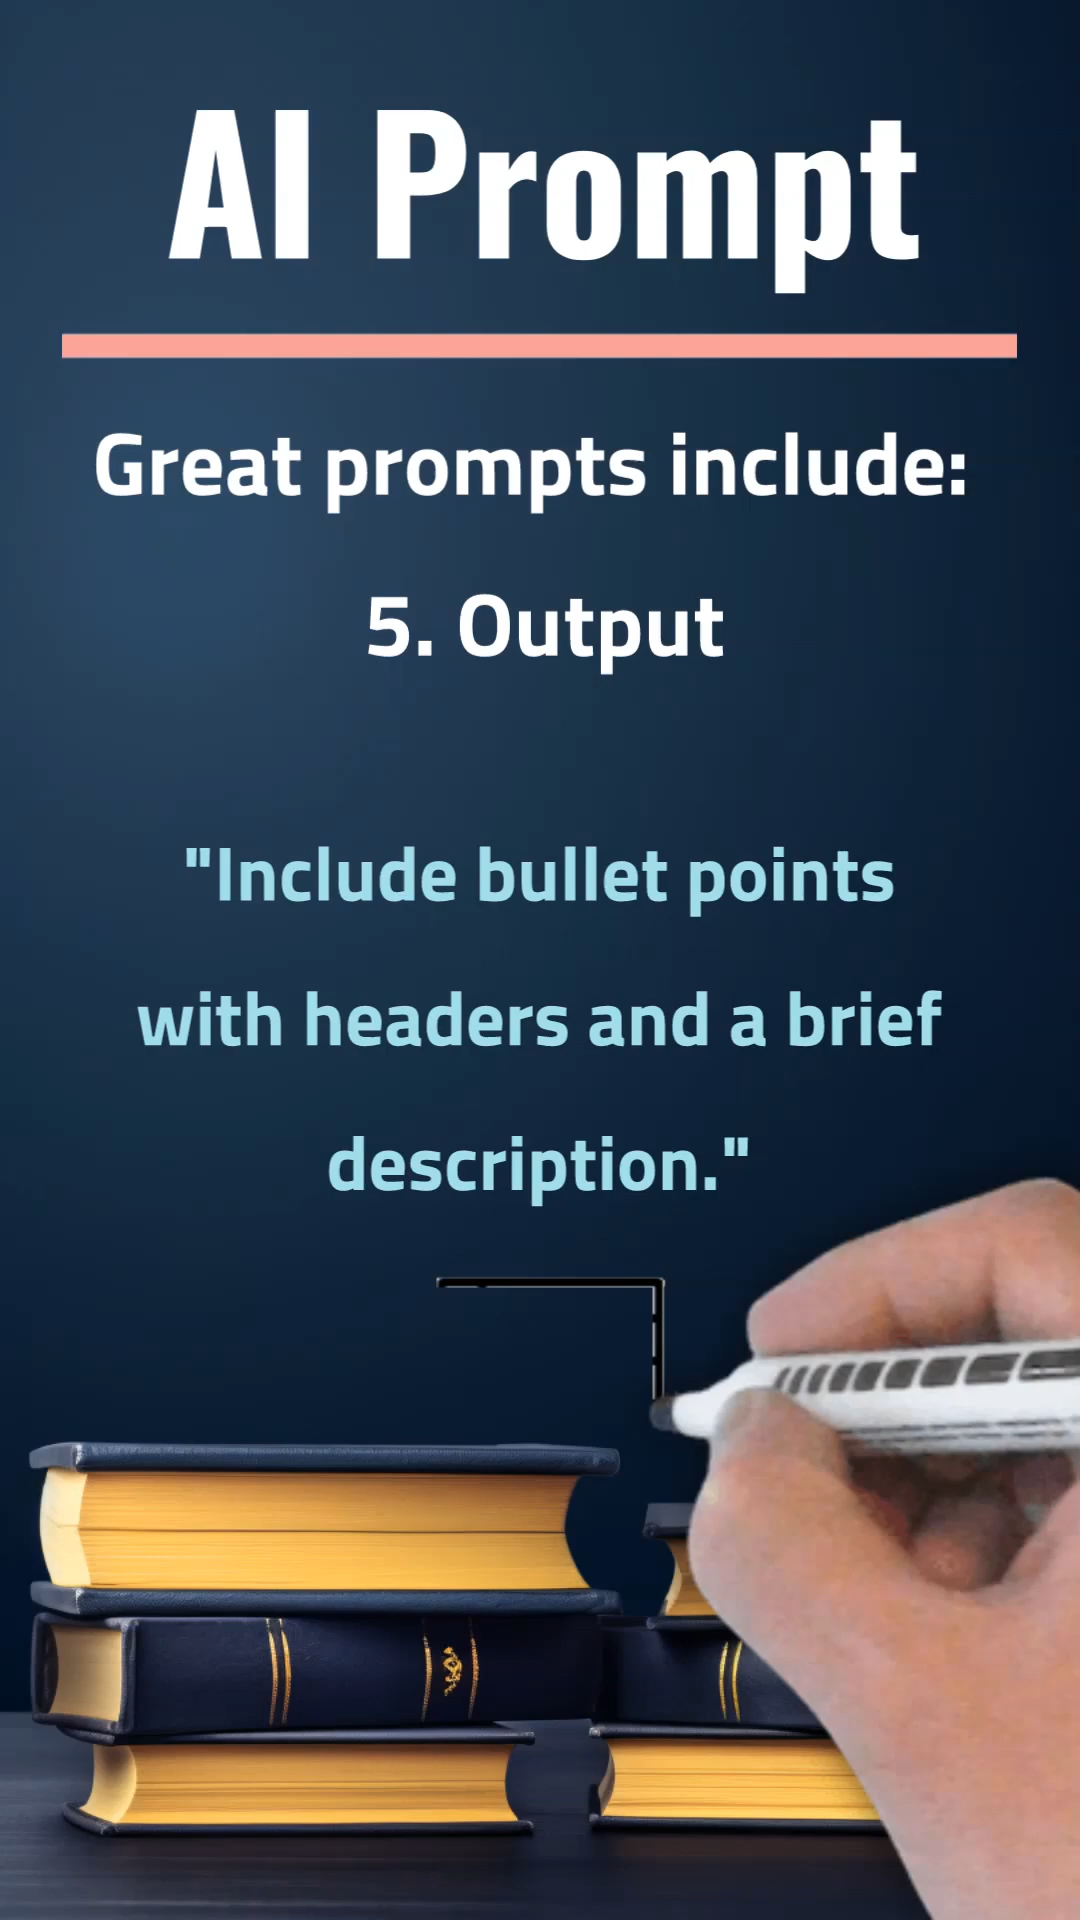 AI Prompt
Great prompts include:
5. Output
"Include bullet points
with headers and a brief
description."